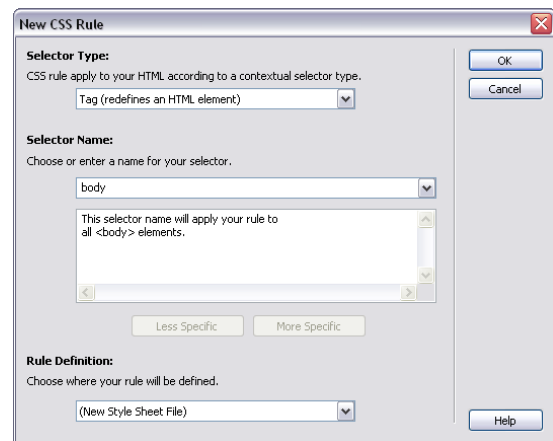 New CSS Rule
Selector Type:
CSS rule apply to your HTML according to a contextual selector type.
Tag (redefines an HTML element)
OK
Cancel
Selector Name:
Choose or enter a name for your selector.
body
This selector name will apply your rule to
all <body> elements.
Less Specific
More Specific
Rule Definition:
Choose where your rule will be defined.
(New Style Sheet File)
Help